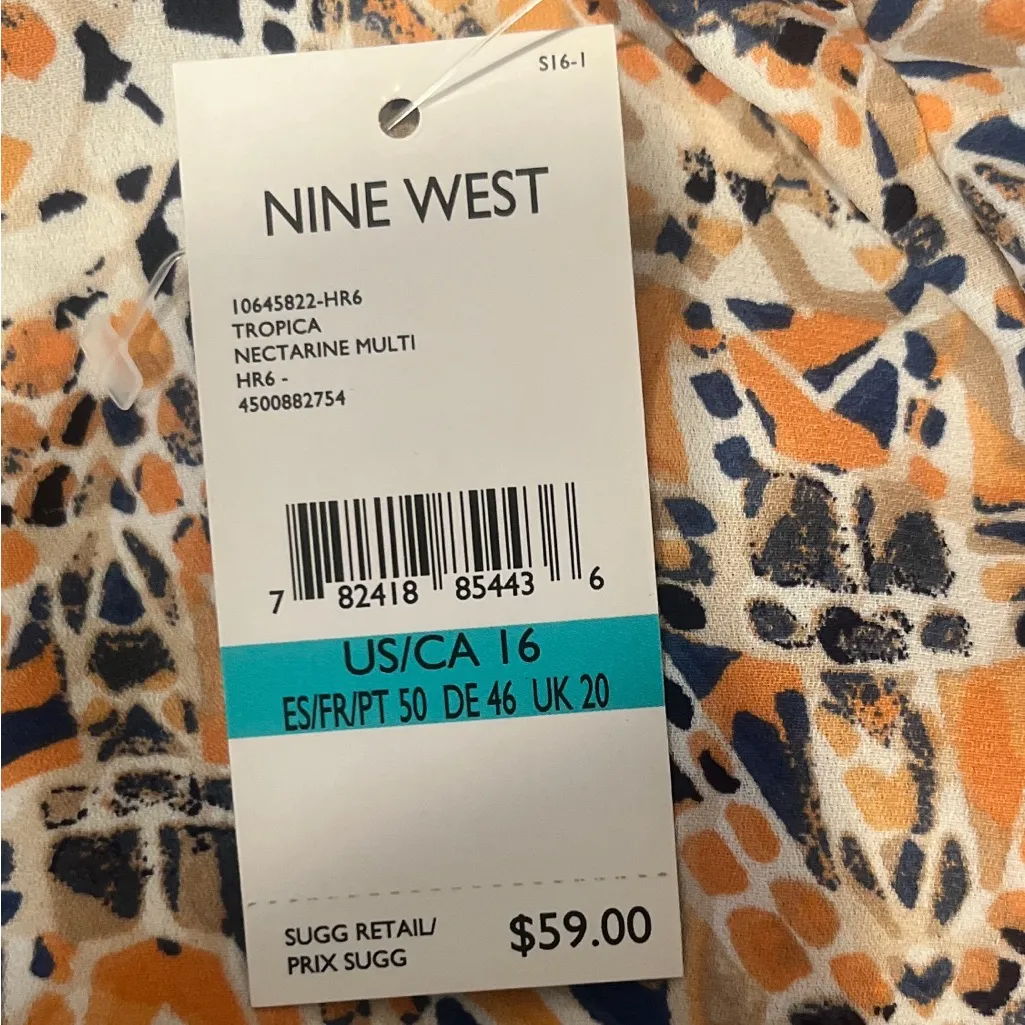 S16-1
NINE WEST
10645822-HR6
TROPICA
NECTARINE MULTI
HR6 -
4500882754
7 82418 85443 6
US/CA 16
ES/FR/PT 50 DE 46 UK 20
SUGG RETAIL/
PRIX SUGG
$59.00